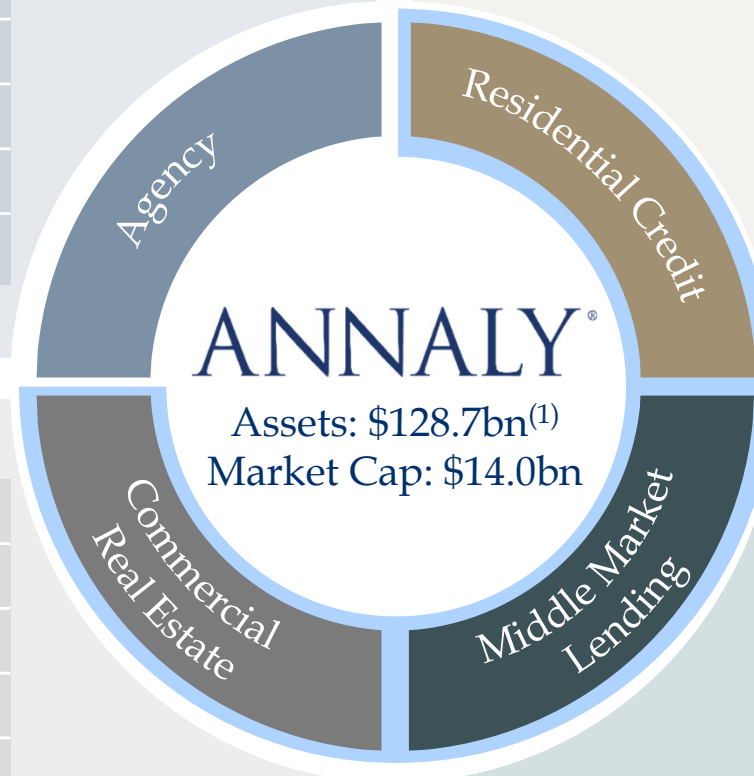 Agency
Residential Credit
ANNALY®
Assets: $128.7bn(1)
Market Cap: $14.0bn
Commercial
Real Estate
Middle Market
Lending